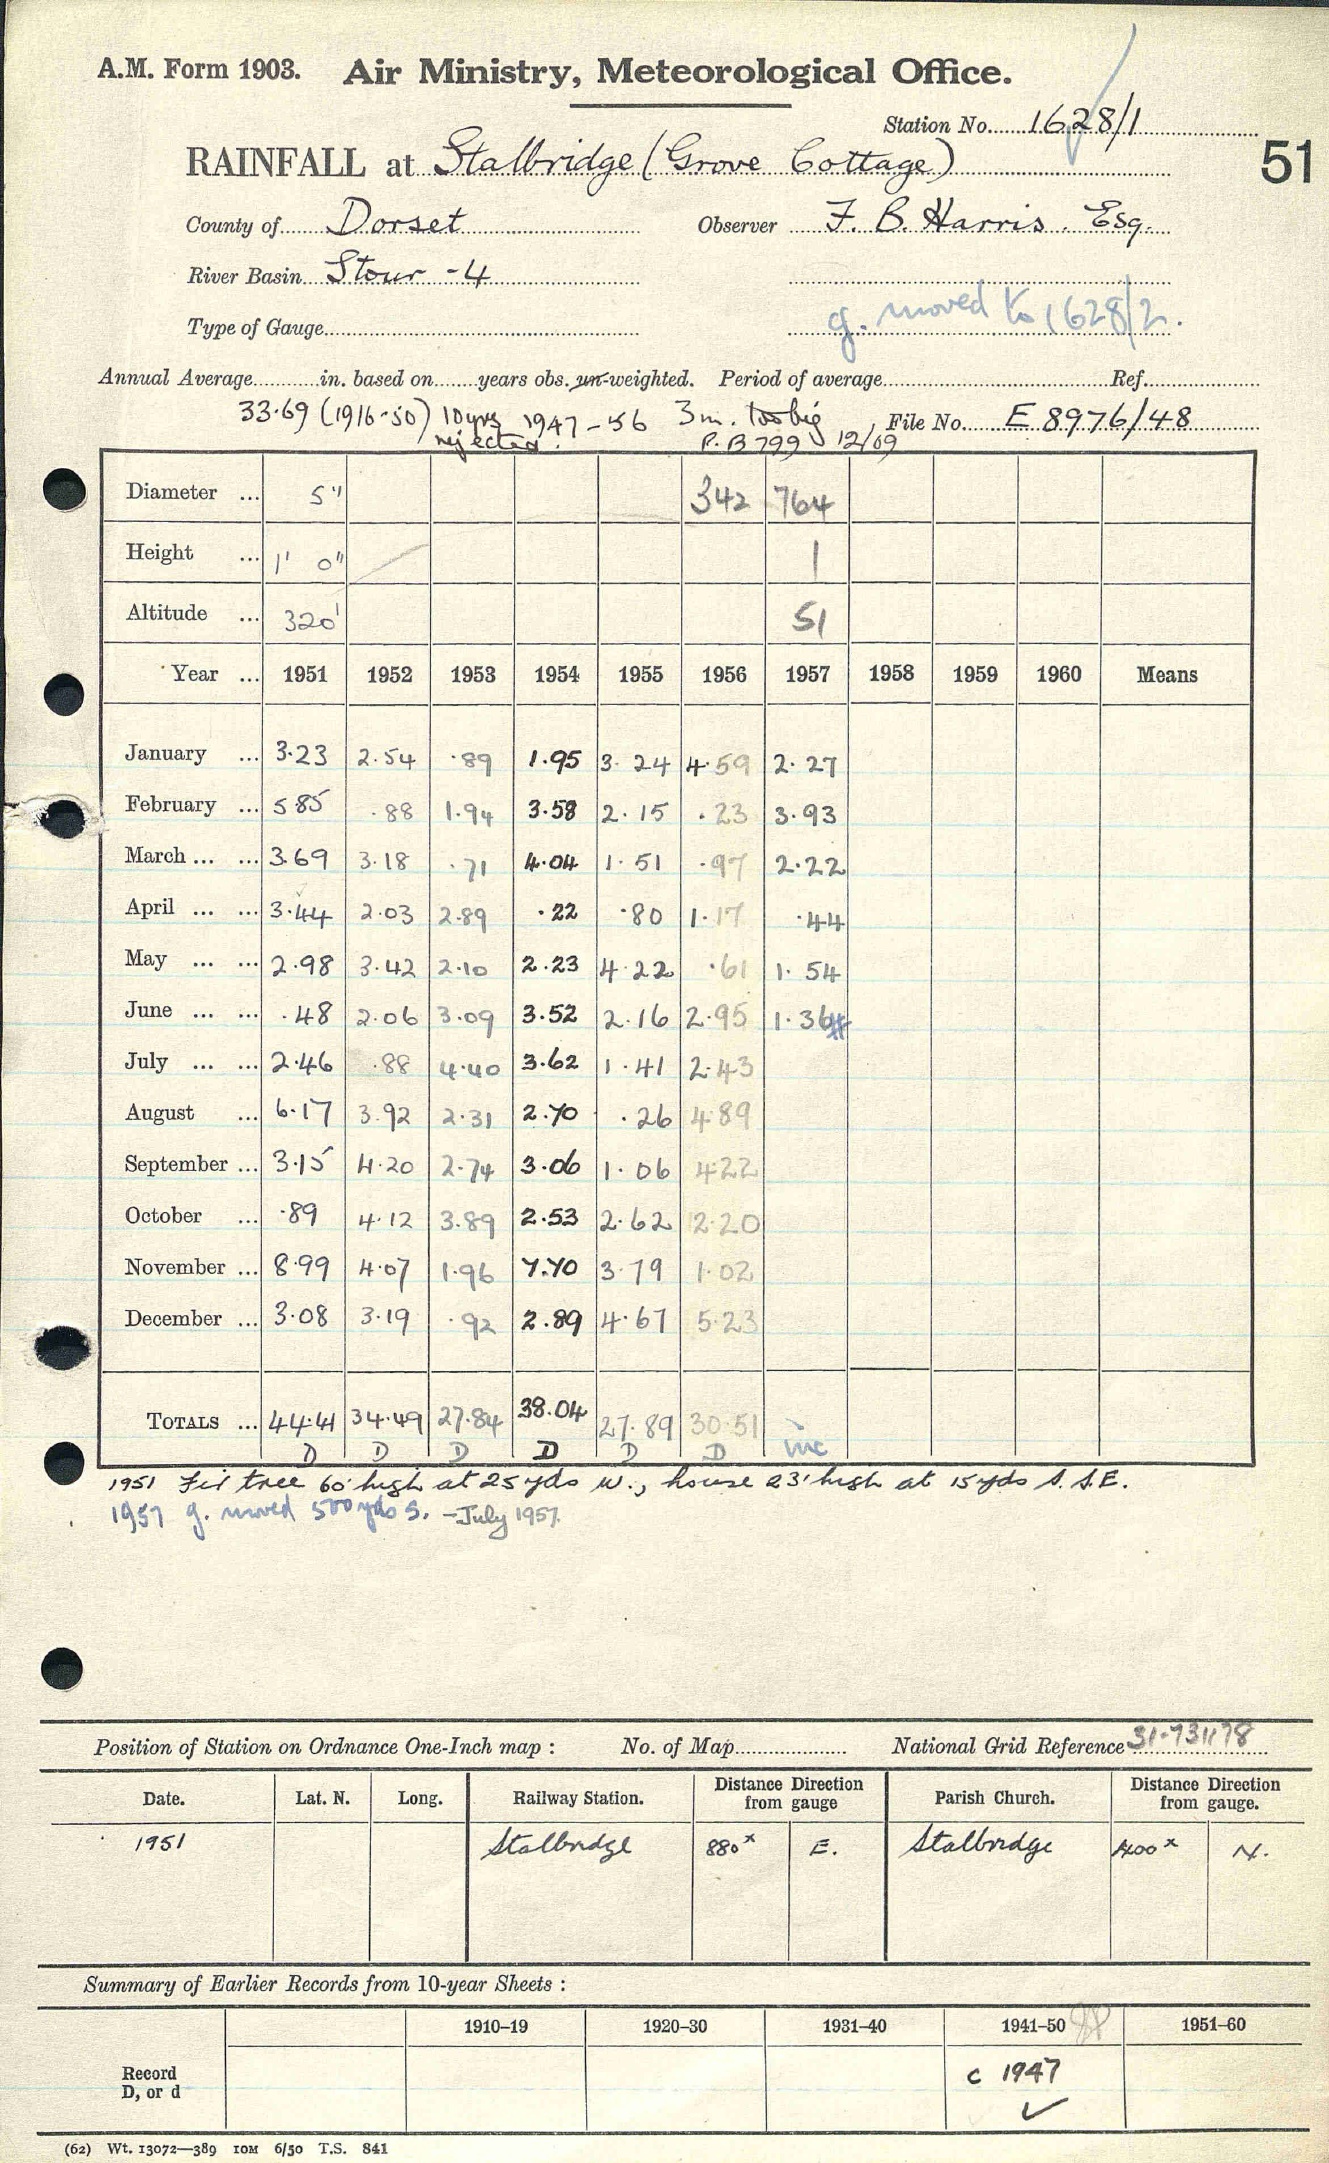 A.M. Form 1903. Air Ministry, Meteorological Office.
Station No. 1628/1
RAINFALL at Stalbridge (Grove Cottage)
51
County of Dorset Observer F. B. Harris. Esq.
River Basin Stour -4
Type of Gauge g. moved to 1628/2.
Annual Average in. based on years obs. un-weighted. Period of average Ref.
33.69 (1916-50) 10 yrs 1947-56 3 m. too big File No. E 8976/48
rejected. P.B 799 12/69
Diameter ... 5" 342 764
Height ... 1' 0" 1
Altitude ... 320' 51
Year ... 1951 1952 1953 1954 1955 1956 1957 1958 1959 1960 Means
January ... 3.23 2.54 .89 1.95 3.24 4.59 2.27
February ... 5 85 .88 1.94 3.58 2.15 .23 3.93
March ... ... 3.69 3.18 .71 4.04 1.51 .97 2.22
April ... ... 3.44 2.03 2.89 .22 .80 1.17 .44
May ... ... 2.98 3.42 2.10 2.23 4.22 .61 1.54
June ... ... .48 2.06 3.09 3.52 2.16 2.95 1.36#
July ... ... 2.46 .88 4.40 3.62 1.41 2.43
August ... 6.17 3.92 2.31 2.70 .26 4.89
September ... 3.15 4.20 2.74 3.06 1.06 4.22
October ... .89 4.12 3.89 2.53 2.62 2.20
November ... 8.99 4.07 1.96 7.70 3.79 1.02
December ... 3.08 3.19 .92 2.89 4.67 5.23
TOTALS ... 44.41 34.49 27.84 38.04 27.89 30.51 inc
D D D D D D
1951 Fir tree 60' high at 25 yds W., house 23' high at 15 yds S.S.E.
1957 g. moved 500 yds S. - July 1957.
Position of Station on Ordnance One-Inch map : No. of Map National Grid Reference 31.731178
Date. Lat. N. Long. Railway Station. Distance Direction from gauge Parish Church. Distance Direction from gauge.
1951 Stalbridge 880x E. Stalbridge 400x N.
Summary of Earlier Records from 10-year Sheets :
1910–19 1920–30 1931–40 1941–50 1951–60
Record
D, or d
c 1947
(62) Wt. 13072—389 10M 6/50 T.S. 841